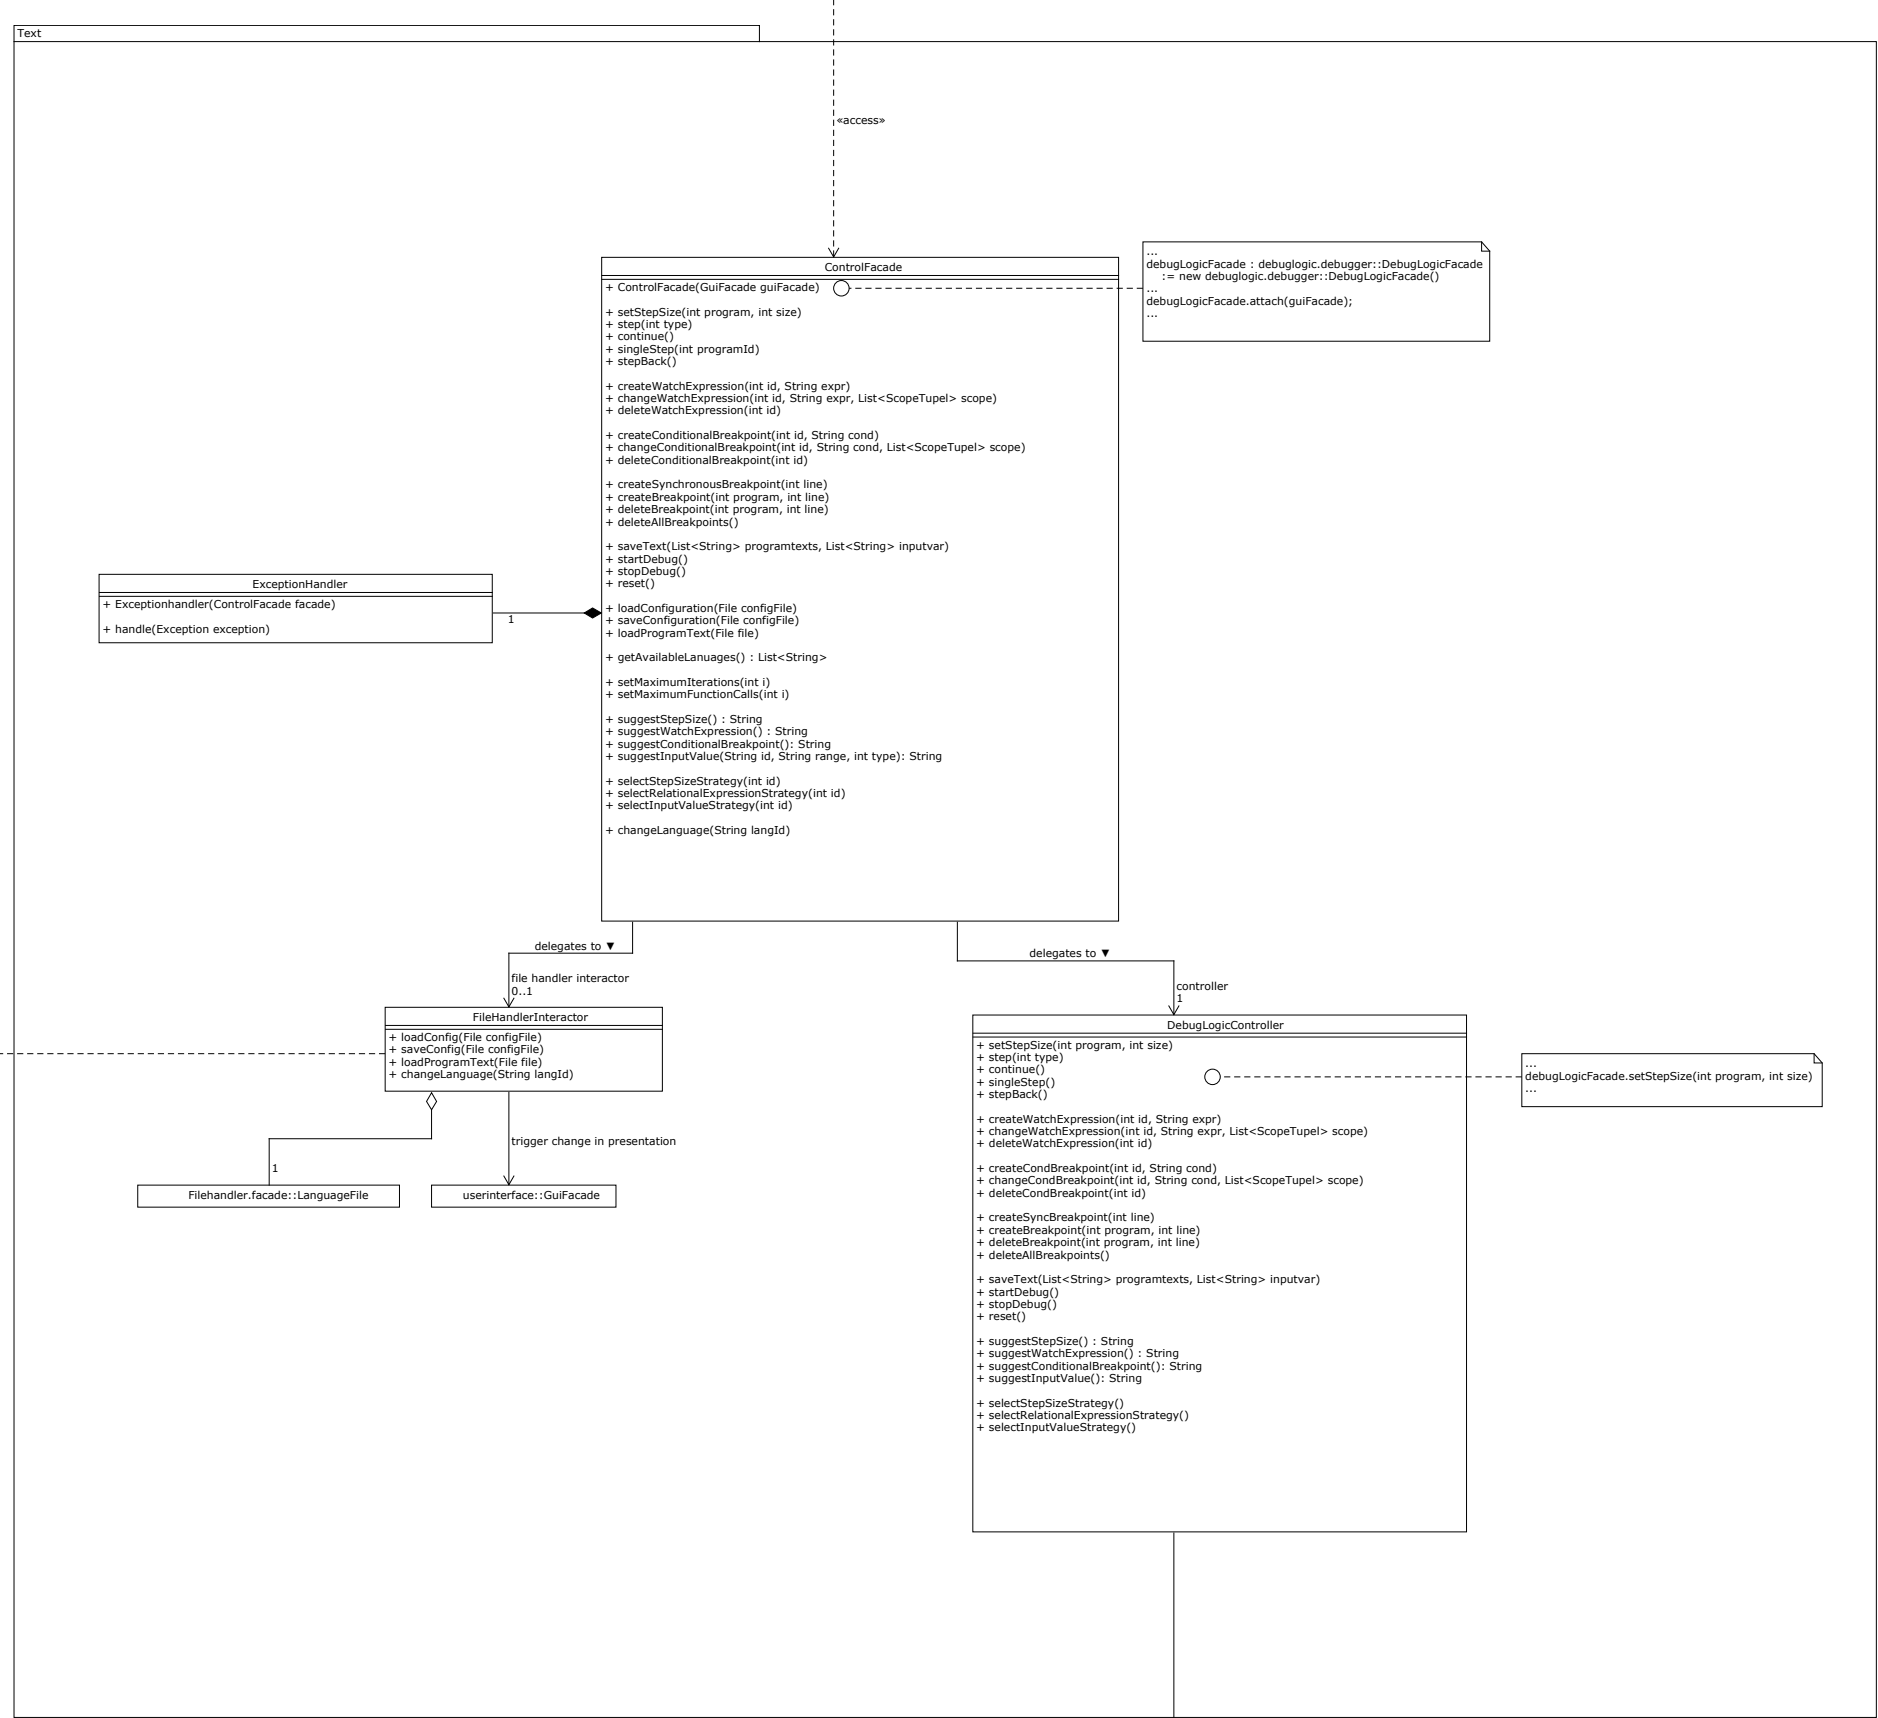 Text
«access»
ControlFacade
+ ControlFacade(GuiFacade guiFacade)
+ setStepSize(int program, int size)
+ step(int type)
+ continue()
+ singleStep(int programId)
+ stepBack()
+ createWatchExpression(int id, String expr)
+ changeWatchExpression(int id, String expr, List<ScopeTupel> scope)
+ deleteWatchExpression(int id)
+ createConditionalBreakpoint(int id, String cond)
+ changeConditionalBreakpoint(int id, String cond, List<ScopeTupel> scope)
+ deleteConditionalBreakpoint(int id)
+ createSynchronousBreakpoint(int line)
+ createBreakpoint(int program, int line)
+ deleteBreakpoint(int program, int line)
+ deleteAllBreakpoints()
+ saveText(List<String> programtexts, List<String> inputvar)
+ startDebug()
+ stopDebug()
+ reset()
+ loadConfiguration(File configFile)
+ saveConfiguration(File configFile)
+ loadProgramText(File file)
+ getAvailableLanuages() : List<String>
+ setMaximumIterations(int i)
+ setMaximumFunctionCalls(int i)
+ suggestStepSize() : String
+ suggestWatchExpression() : String
+ suggestConditionalBreakpoint(): String
+ suggestInputValue(String id, String range, int type): String
+ selectStepSizeStrategy(int id)
+ selectRelationalExpressionStrategy(int id)
+ selectInputValueStrategy(int id)
+ changeLanguage(String langId)
...
debugLogicFacade : debuglogic.debugger::DebugLogicFacade
:= new debuglogic.debugger::DebugLogicFacade()
...
debugLogicFacade.attach(guiFacade);
...
ExceptionHandler
+ Exceptionhandler(ControlFacade facade)
+ handle(Exception exception)
1
delegates to ▼
file handler interactor
0..1
delegates to ▼
controller
1
FileHandlerInteractor
+ loadConfig(File configFile)
+ saveConfig(File configFile)
+ loadProgramText(File file)
+ changeLanguage(String langId)
trigger change in presentation
1
Filehandler.facade::LanguageFile
userinterface::GuiFacade
DebugLogicController
+ setStepSize(int program, int size)
+ step(int type)
+ continue()
+ singleStep()
+ stepBack()
+ createWatchExpression(int id, String expr)
+ changeWatchExpression(int id, String expr, List<ScopeTupel> scope)
+ deleteWatchExpression(int id)
+ createCondBreakpoint(int id, String cond)
+ changeCondBreakpoint(int id, String cond, List<ScopeTupel> scope)
+ deleteCondBreakpoint(int id)
+ createSyncBreakpoint(int line)
+ createBreakpoint(int program, int line)
+ deleteBreakpoint(int program, int line)
+ deleteAllBreakpoints()
+ saveText(List<String> programtexts, List<String> inputvar)
+ startDebug()
+ stopDebug()
+ reset()
+ suggestStepSize() : String
+ suggestWatchExpression() : String
+ suggestConditionalBreakpoint(): String
+ suggestInputValue(): String
+ selectStepSizeStrategy()
+ selectRelationalExpressionStrategy()
+ selectInputValueStrategy()
...
debugLogicFacade.setStepSize(int program, int size)
...